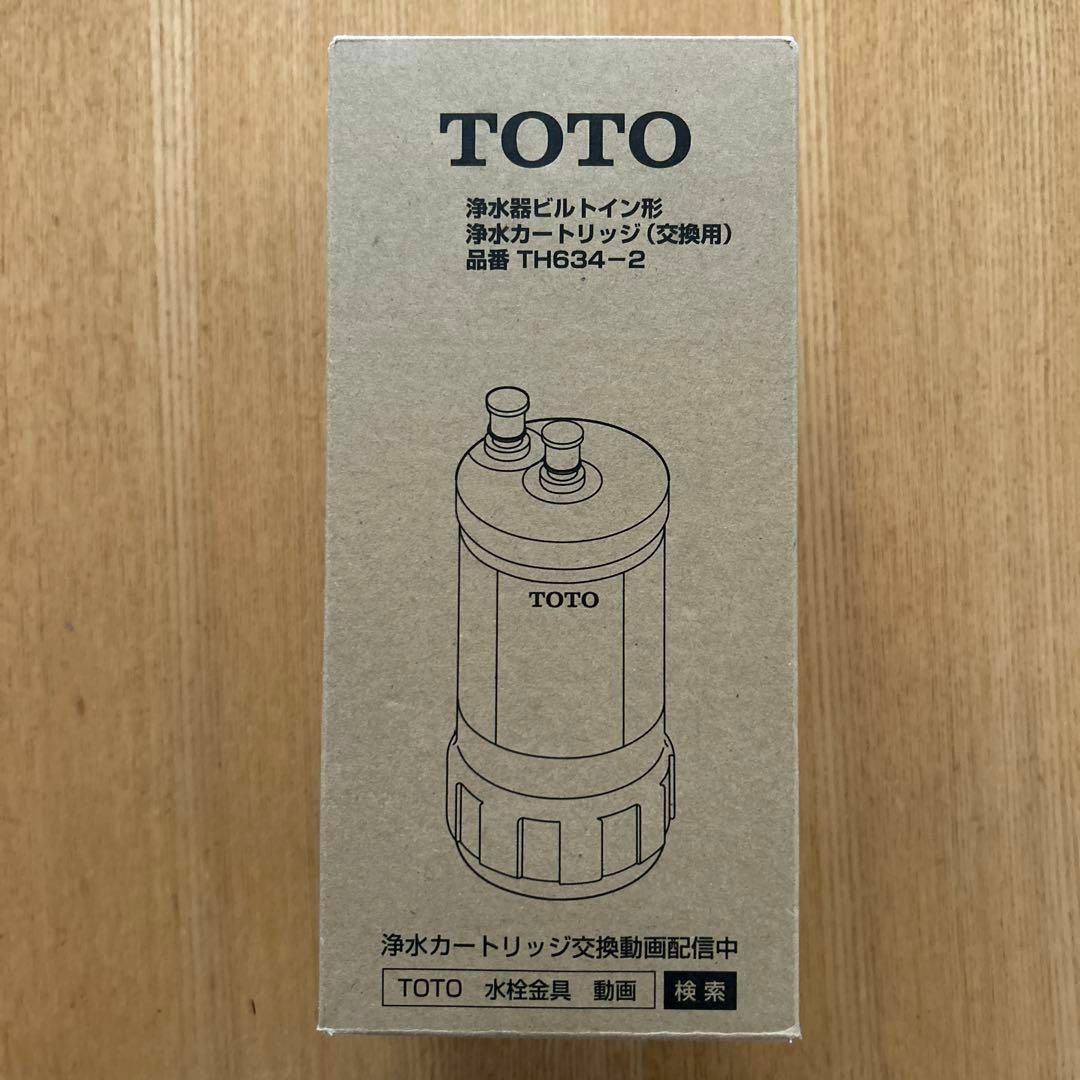 TOTO
浄水器ビルトイン形
浄水カートリッジ(交換用)
品番 TH634-2
TOTO
浄水カートリッジ交換動画配信中
TOTO 水栓金具 動画 検索